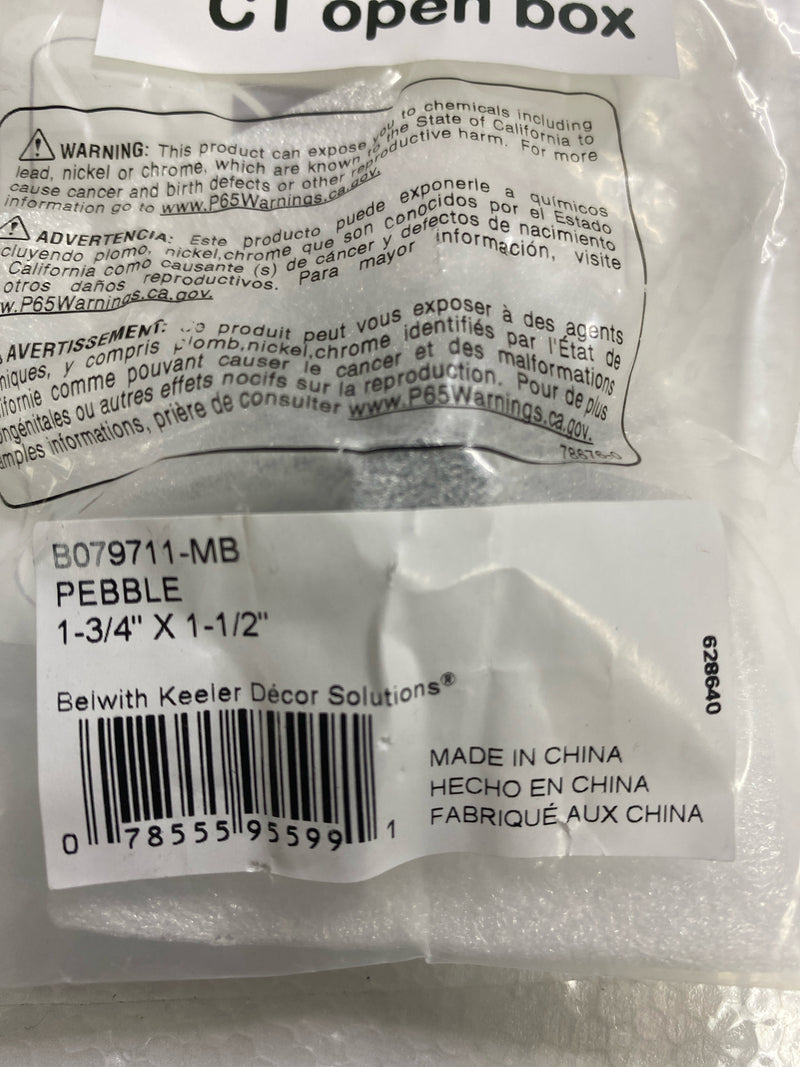 CT open box
⚠ WARNING: This product can expose you to chemicals including
lead, nickel or chrome, which are known to the State of California to
cause cancer and birth defects or other reproductive harm. For more
information go to www.P65Warnings.ca.gov.
⚠ ADVERTENCIA: Este producto puede exponerle a químicos
cluyendo plomo, nickel,chrome que son conocidos por el Estado
California como causante (s) de cáncer y defectos de nacimiento
otros daños reproductivos. Para mayor información, visite
w.P65Warnings.ca.gov.
AVERTISSEMENT: produit peut vous exposer à des agents
niques, y compris plomb,nickel,chrome identifiés par l'État de
ifornie comme pouvant causer le cancer et des malformations
ongénitales ou autres effets nocifs sur la reproduction. Pour de plus
amples informations, prière de consulter www.P65Warnings.ca.gov.
B079711-MB
PEBBLE
1-3/4" X 1-1/2"
Belwith Keeler Décor Solutions®
0 78555 95599 1
MADE IN CHINA
HECHO EN CHINA
FABRIQUÉ AUX CHINA
628640